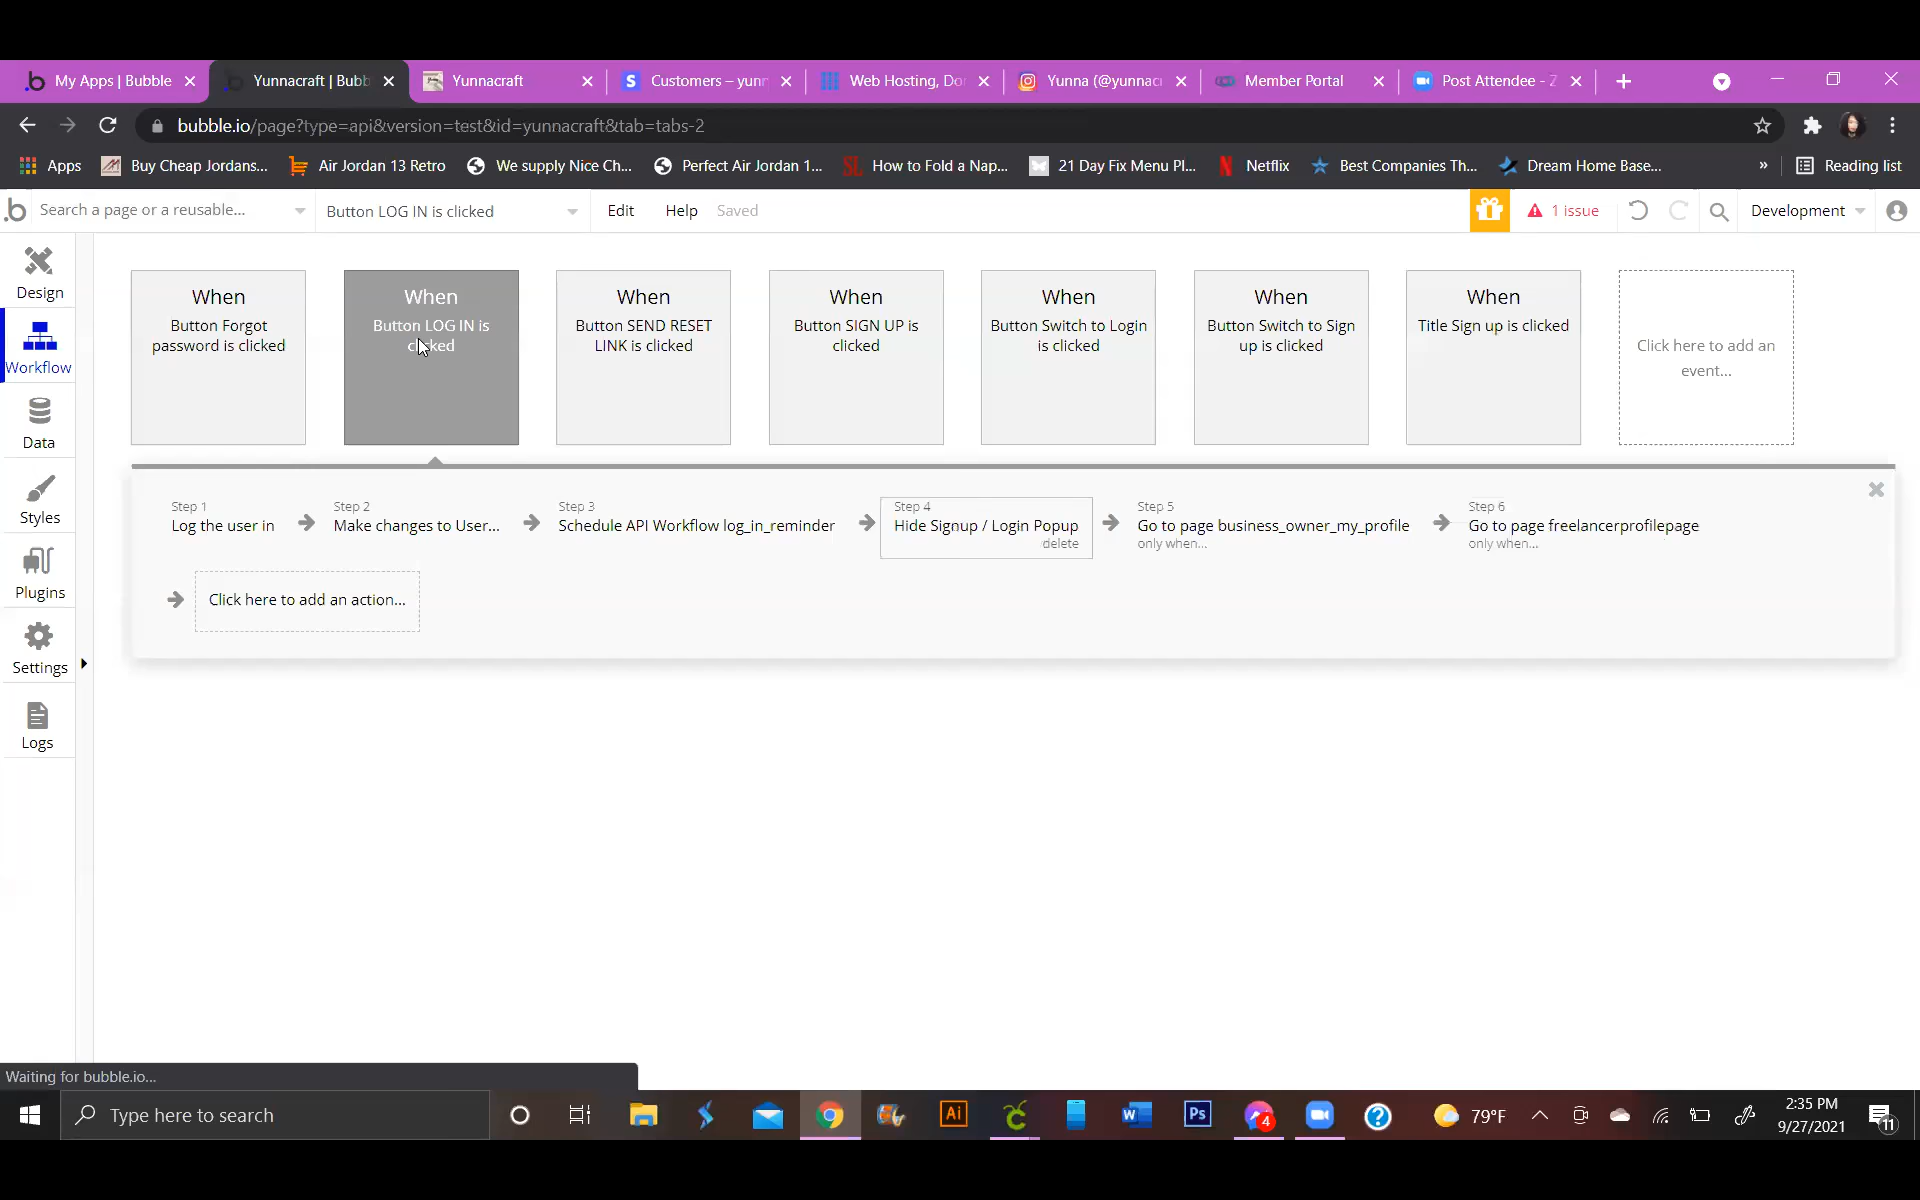 My Apps | Bubble
Yunnacraft | Bubb
Yunnacraft
Customers – yunn
Web Hosting, Do
Yunna (@yunnacr
Member Portal
Post Attendee - Z
bubble.io/page?type=api&version=test&id=yunnacraft&tab=tabs-2
Apps
Buy Cheap Jordans...
Air Jordan 13 Retro
We supply Nice Ch...
Perfect Air Jordan 1...
SL
How to Fold a Nap...
21 Day Fix Menu Pl...
Netflix
Best Companies Th...
Dream Home Base...
»
Reading list
Search a page or a reusable...
Button LOG IN is clicked
Edit
Help
Saved
1 issue
Development
Design
Workflow
Data
Styles
Plugins
Settings
Logs
When
Button Forgot
password is clicked
When
Button LOG IN is
clicked
When
Button SEND RESET
LINK is clicked
When
Button SIGN UP is
clicked
When
Button Switch to Login
is clicked
When
Button Switch to Sign
up is clicked
When
Title Sign up is clicked
Click here to add an
event...
Step 1
Log the user in
Step 2
Make changes to User...
Step 3
Schedule API Workflow log_in_reminder
Step 4
Hide Signup / Login Popup
delete
Step 5
Go to page business_owner_my_profile
only when...
Step 6
Go to page freelancerprofilepage
only when...
Click here to add an action...
Waiting for bubble.io...
Type here to search
Ai
W
Ps
4
79°F
2:35 PM
9/27/2021
11